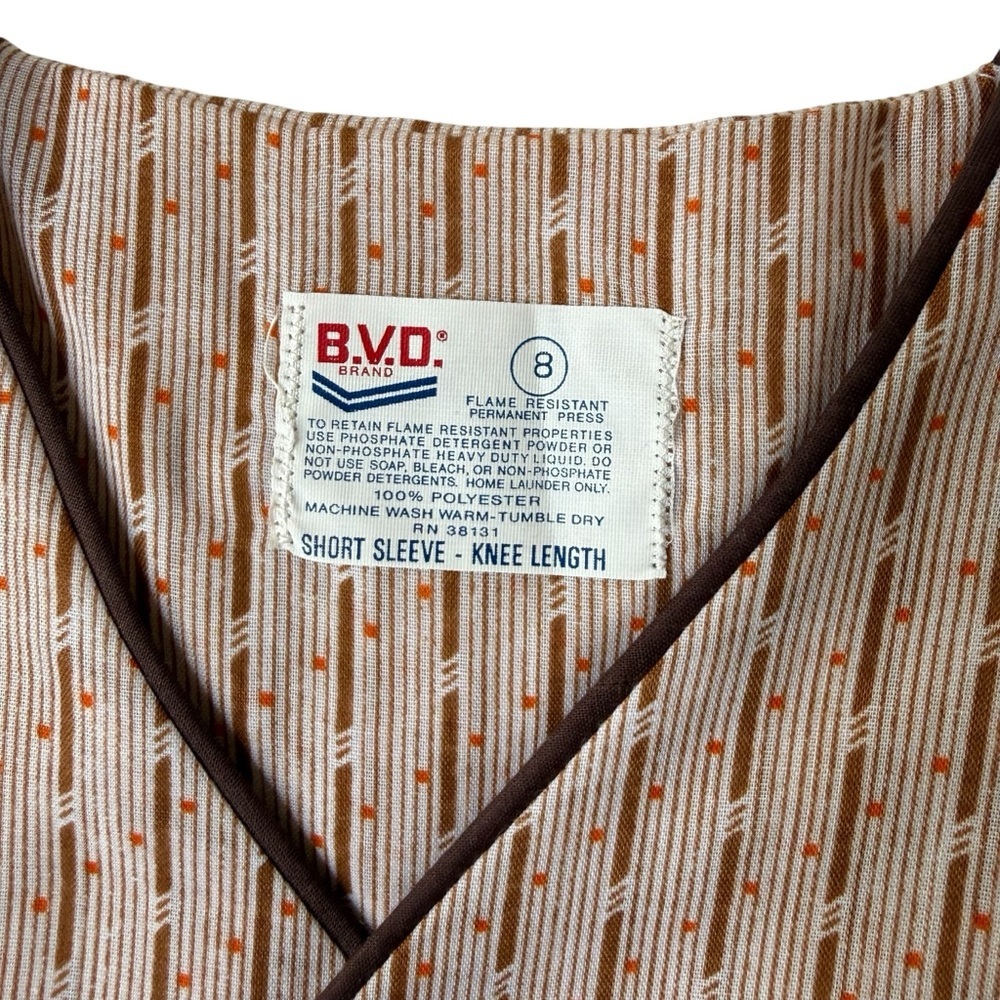 B.V.D.®
BRAND
8
FLAME RESISTANT
PERMANENT PRESS
TO RETAIN FLAME RESISTANT PROPERTIES
USE PHOSPHATE DETERGENT POWDER OR
NON-PHOSPHATE HEAVY DUTY LIQUID. DO
NOT USE SOAP, BLEACH, OR NON-PHOSPHATE
POWDER DETERGENTS. HOME LAUNDER ONLY.
100% POLYESTER
MACHINE WASH WARM-TUMBLE DRY
RN 38131
SHORT SLEEVE - KNEE LENGTH